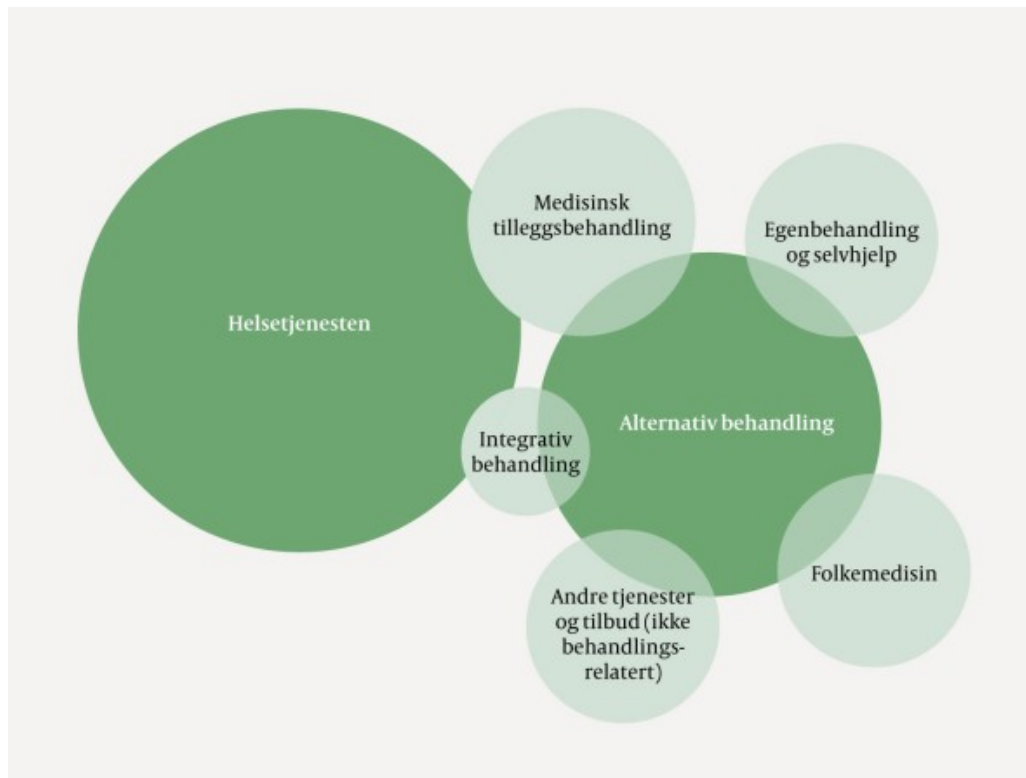 Medisinsk
tilleggsbehandling
Egenbehandling
og selvhjelp
Helsetjenesten
Alternativ behandling
Integrativ
behandling
Folkemedisin
Andre tjenester
og tilbud (ikke
behandlings-
relatert)